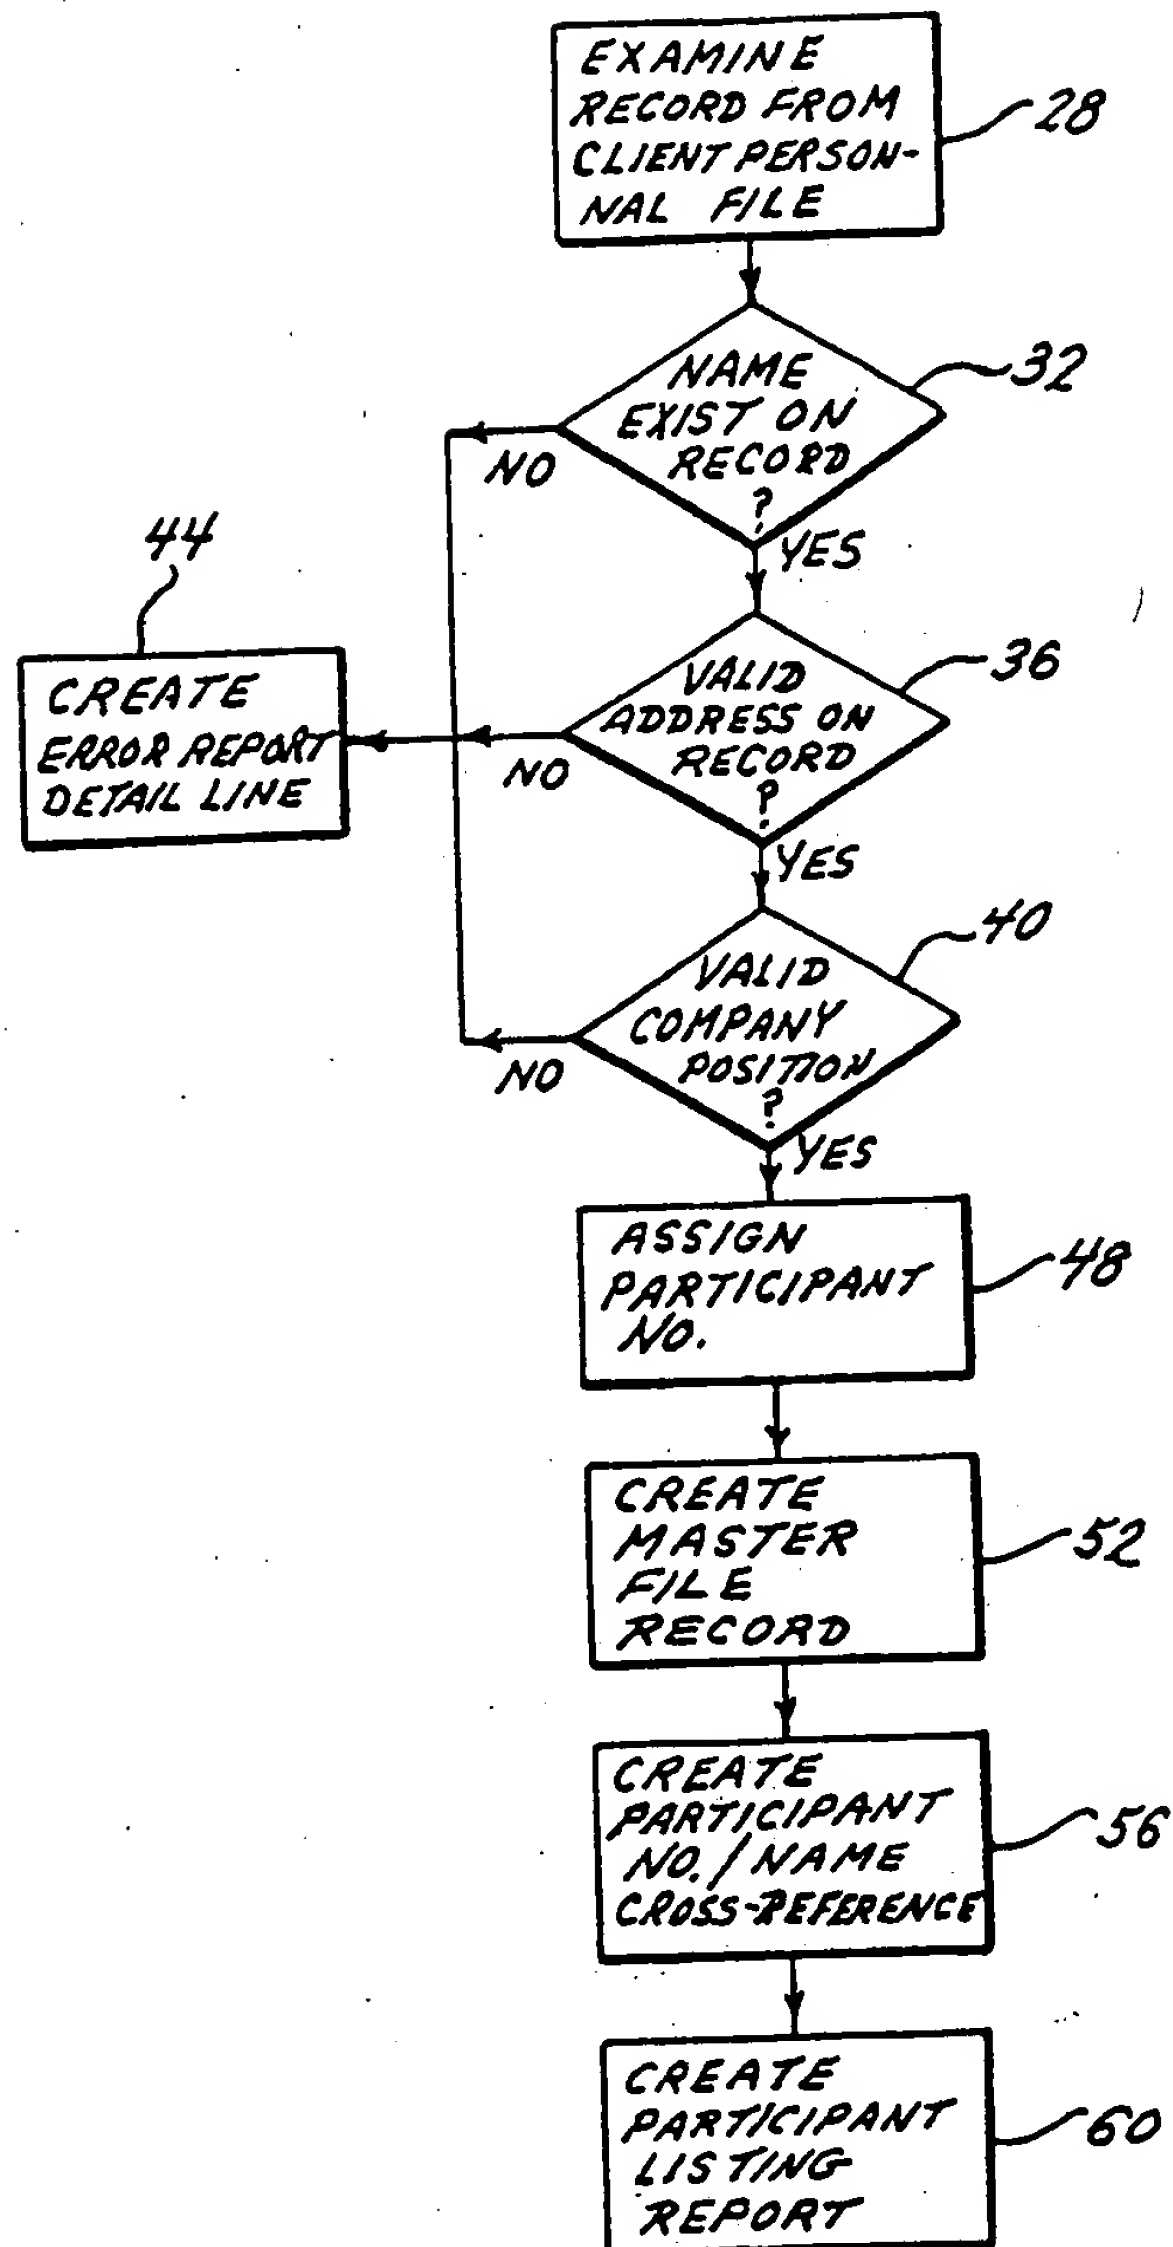 EXAMINE
RECORD FROM
CLIENT PERSON-
NAL FILE
28
NAME
EXIST ON
RECORD
?
32
NO
YES
44
CREATE
ERROR REPORT
DETAIL LINE
VALID
ADDRESS ON
RECORD
?
36
NO
YES
VALID
COMPANY
POSITION
?
40
NO
YES
ASSIGN
PARTICIPANT
NO.
48
CREATE
MASTER
FILE
RECORD
52
CREATE
PARTICIPANT
NO./NAME
CROSS-REFERENCE
56
CREATE
PARTICIPANT
LISTING
REPORT
60